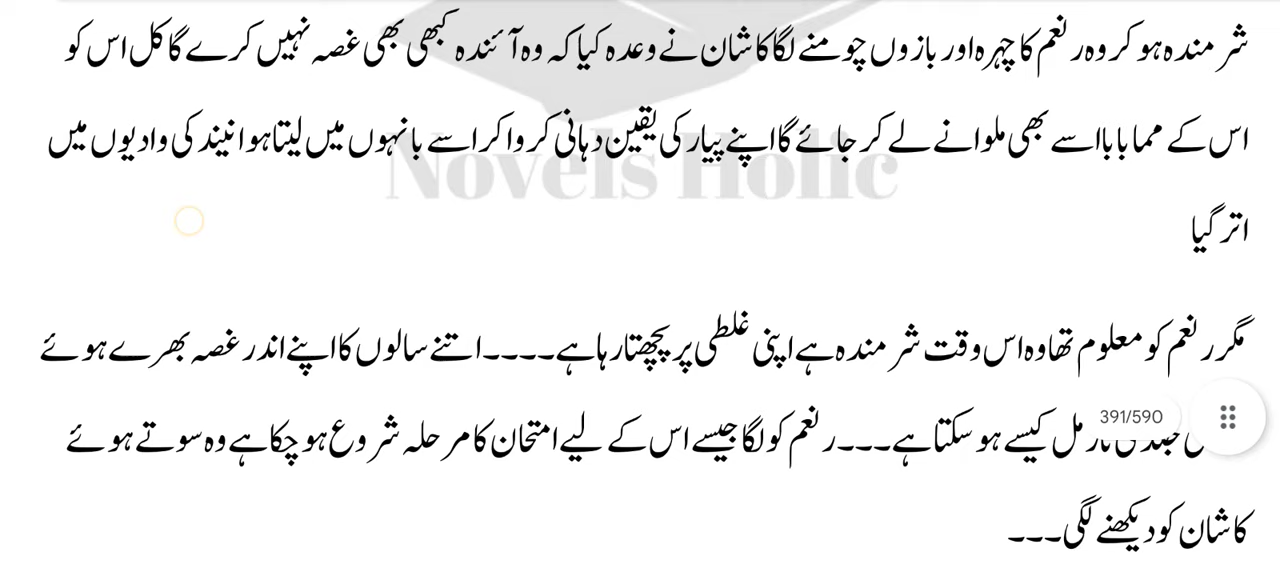 شرمندہ ہو کر وہ رنعم کا چہرہ اور بازوں چومنے لگا کاشان نے وعدہ کیا کہ وہ آئندہ کبھی بھی غصہ نہیں کرے گا کل اس کو
اس کے مما بابا اسے بھی ملوانے لے کر جائے گا اپنے پیار کی یقین دہانی کروا کر اسے بانہوں میں لیتا ہوا نیند کی وادیوں میں
Novels Holic
اتر گیا
مگر رنعم کو معلوم تھا وہ اس وقت شرمندہ ہے اپنی غلطی پر پچھتا رہا ہے۔۔۔۔ اتنے سالوں کا اپنے اندر غصہ بھرے ہوئے
391/590
کیسے ہو سکتا ہے۔۔۔ رنعم کو لگا جیسے اس کے لیے امتحان کا مرحلہ شروع ہو چکا ہے وہ سوتے ہوئے
کاشان کو دیکھنے لگی۔۔۔